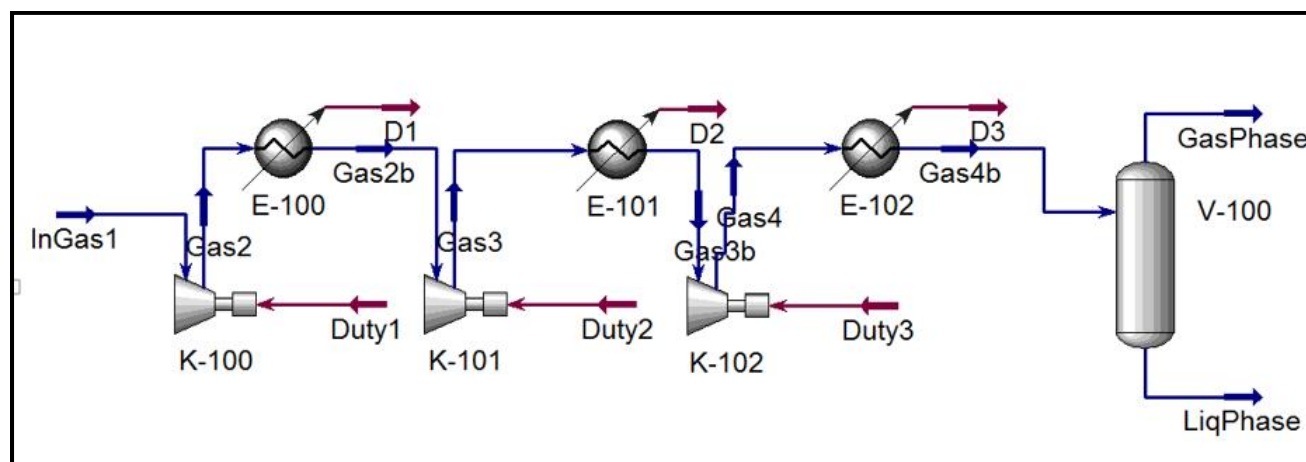 D1
D2
D3
GasPhase
Gas2b
Gas4b
E-100
E-101
E-102
V-100
InGas1
Gas2
Gas3
Gas4
Gas3b
Duty1
Duty2
Duty3
K-100
K-101
K-102
LiqPhase